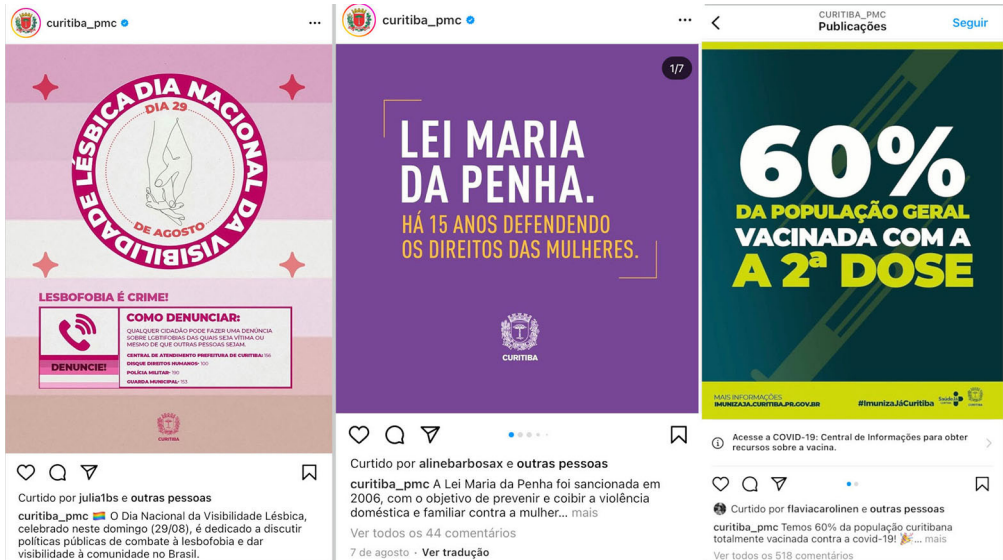 curitiba_pmc
DIA NACIONAL DA VISIBILIDADE LÉSBICA
DIA 29
DE AGOSTO
LESBOFOBIA É CRIME!
DENUNCIE!
COMO DENUNCIAR:
QUALQUER CIDADÃO PODE FAZER UMA DENÚNCIA
SOBRE LGBTIFOBIAS DAS QUAIS SEJA VÍTIMA OU
MESMO DE QUE OUTRAS PESSOAS SEJAM.
CENTRAL DE ATENDIMENTO PREFEITURA DE CURITIBA: 156
DISQUE DIREITOS HUMANOS- 100
POLÍCIA MILITAR- 190
GUARDA MUNICIPAL- 153
CURITIBA
Curtido por julia1bs e outras pessoas
curitiba_pmc 🏳️‍🌈 O Dia Nacional da Visibilidade Lésbica,
celebrado neste domingo (29/08), é dedicado a discutir
políticas públicas de combate à lesbofobia e dar
visibilidade à comunidade no Brasil.
curitiba_pmc
1/7
LEI MARIA
DA PENHA.
HÁ 15 ANOS DEFENDENDO
OS DIREITOS DAS MULHERES.
CURITIBA
Curtido por alinebarbosax e outras pessoas
curitiba_pmc A Lei Maria da Penha foi sancionada em
2006, com o objetivo de prevenir e coibir a violência
doméstica e familiar contra a mulher... mais
Ver todos os 44 comentários
7 de agosto · Ver tradução
CURITIBA_PMC
Publicações
Seguir
60%
DA POPULAÇÃO GERAL
VACINADA COM A
A 2ª DOSE
MAIS INFORMAÇÕES
IMUNIZAJA.CURITIBA.PR.GOV.BR
#ImunizaJáCuritiba
Saúde já
Acesse a COVID-19: Central de Informações para obter
recursos sobre a vacina.
Curtido por flaviacarolinen e outras pessoas
curitiba_pmc Temos 60% da população curitibana
totalmente vacinada contra a covid-19! 🎉... mais
Ver todos os 518 comentários